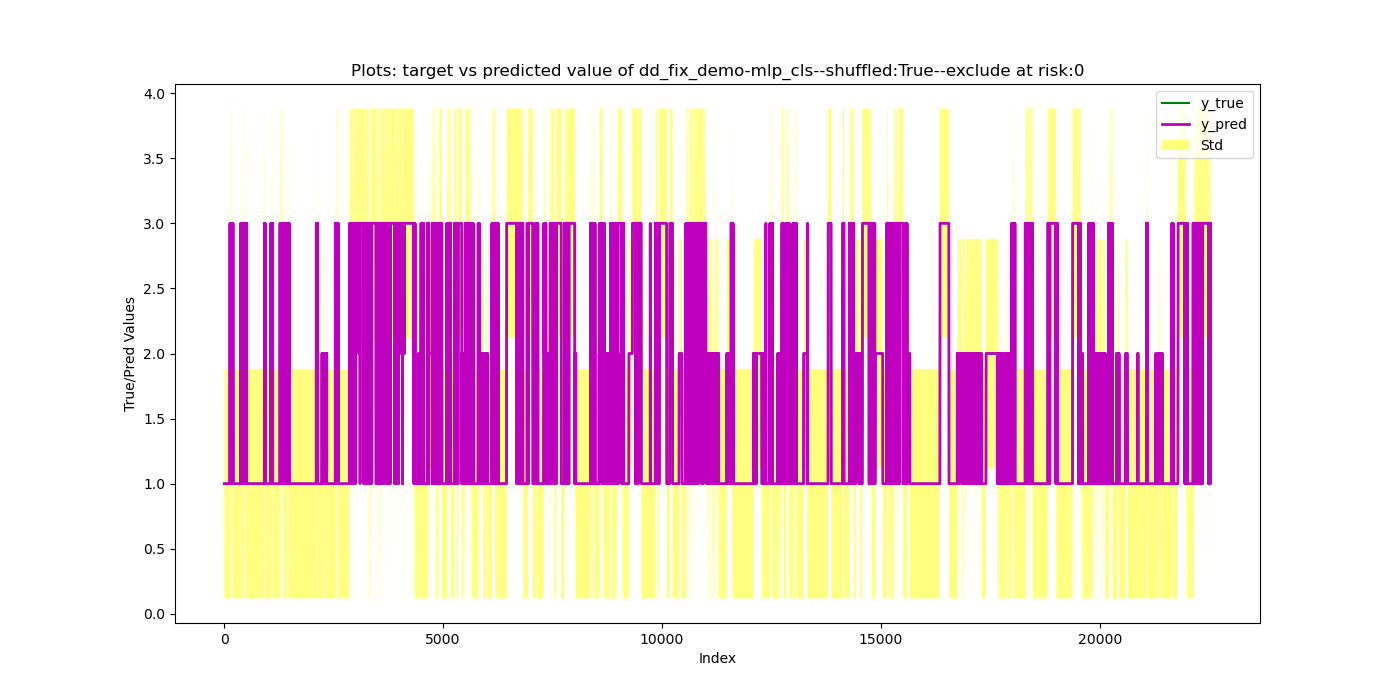 Plots: target vs predicted value of dd_fix_demo-mlp_cls--shuffled:True--exclude at risk:0
y_true
y_pred
Std
True/Pred Values
4.0
3.5
3.0
2.5
2.0
1.5
1.0
0.5
0.0
0
5000
10000
15000
20000
Index